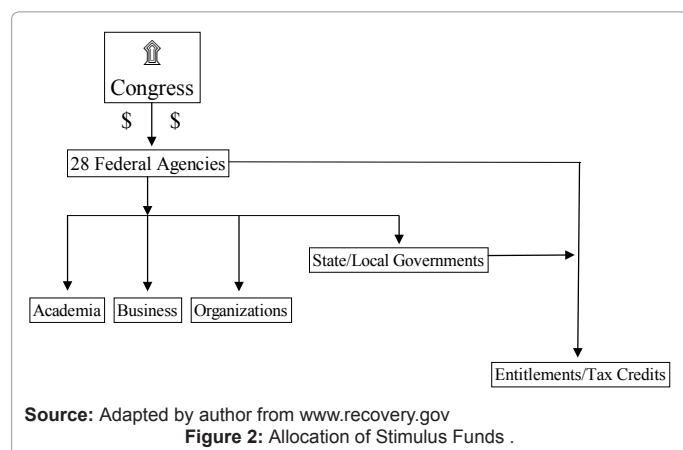 Congress
$ $
28 Federal Agencies
State/Local Governments
Academia Business Organizations
Entitlements/Tax Credits
Source: Adapted by author from www.recovery.gov
Figure 2: Allocation of Stimulus Funds .